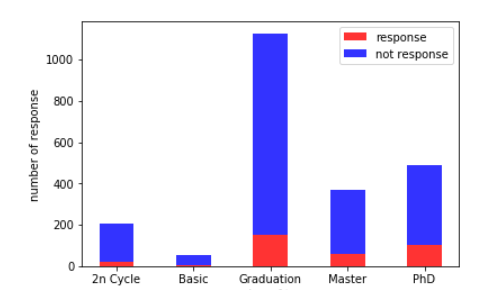 response
not response
number of response
1000
800
600
400
200
0
2n Cycle Basic Graduation Master PhD